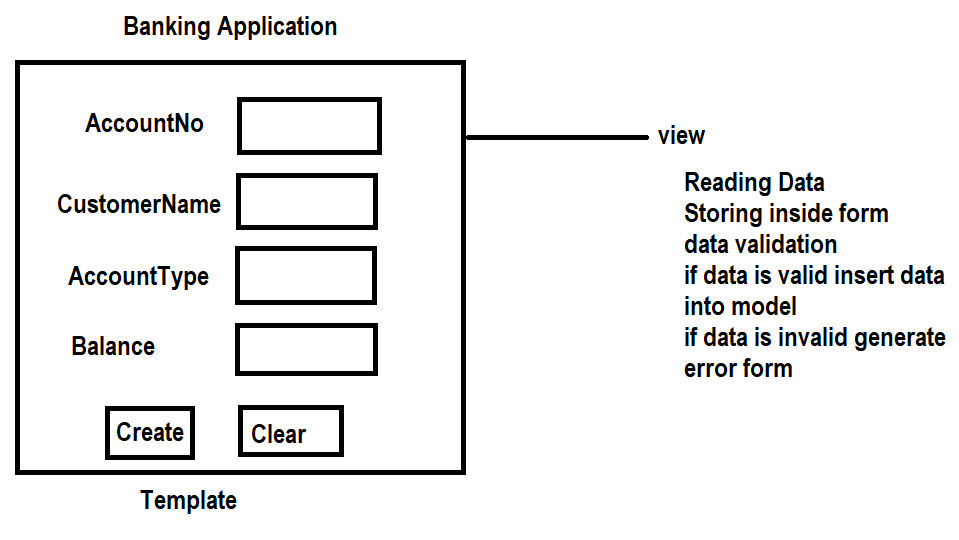 Banking Application
AccountNo
CustomerName
AccountType
Balance
Create
Clear
Template
view
Reading Data
Storing inside form
data validation
if data is valid insert data
into model
if data is invalid generate
error form